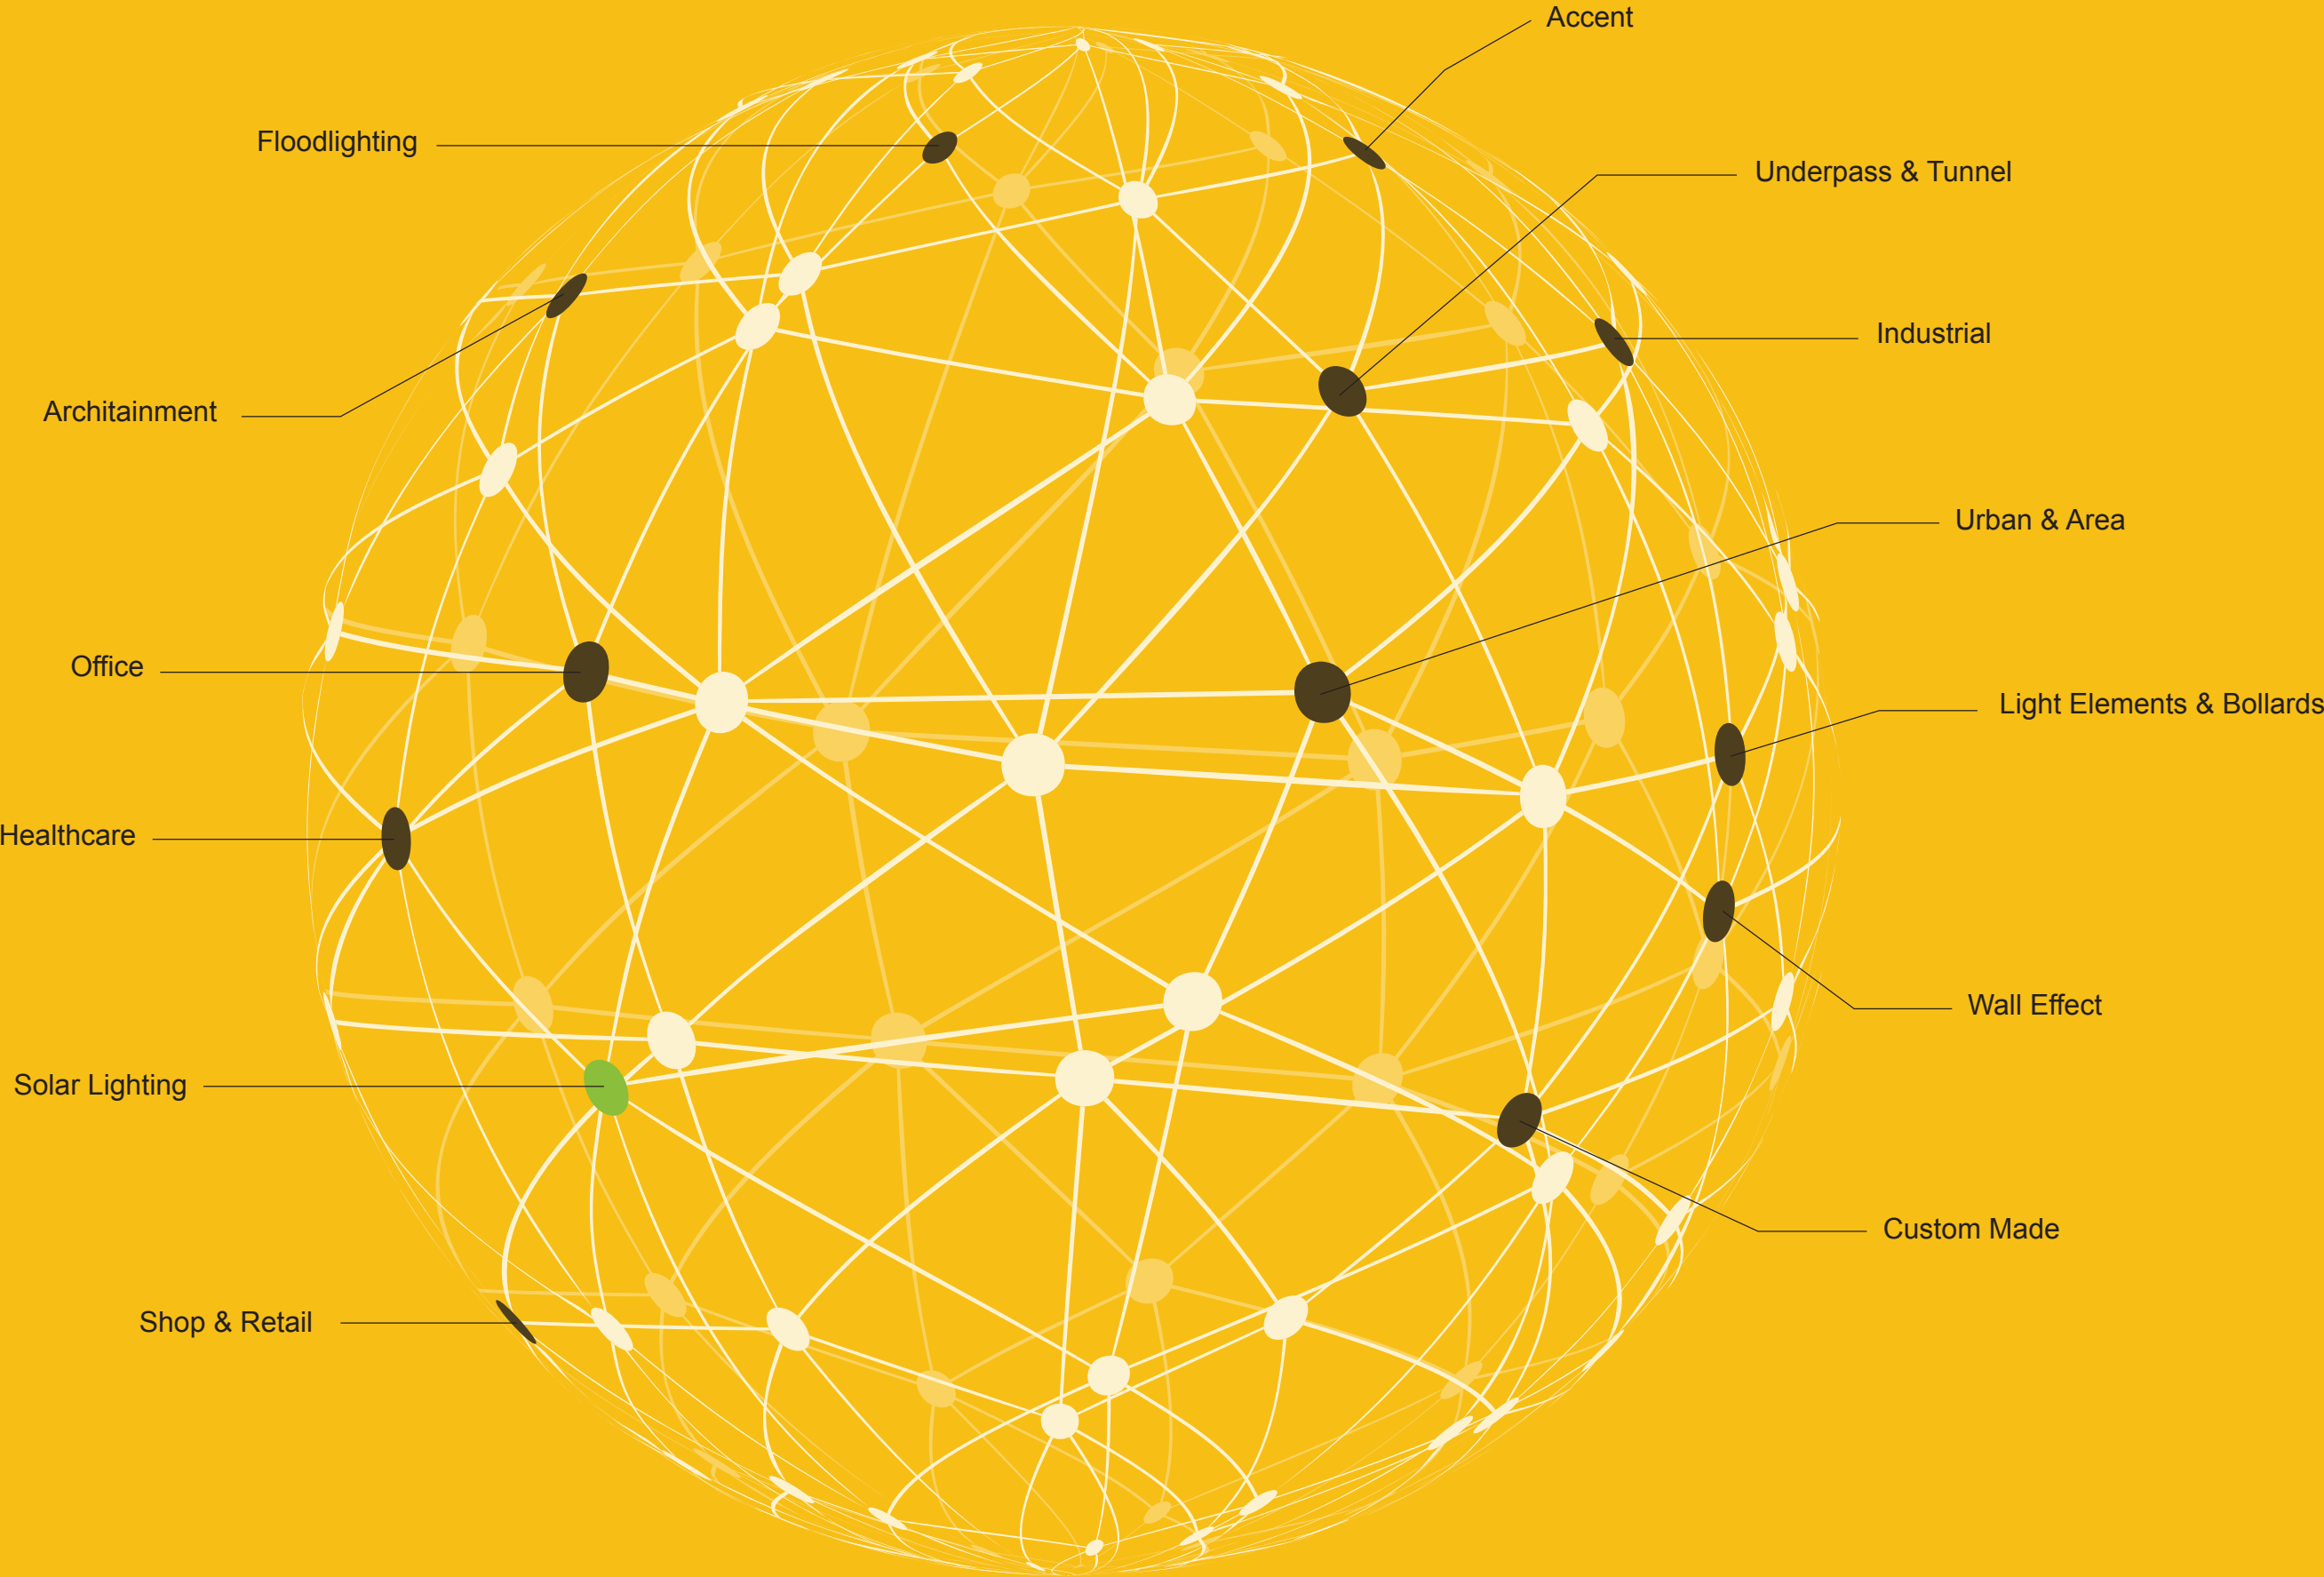 Accent
Floodlighting
Underpass & Tunnel
Industrial
Architainment
Urban & Area
Office
Light Elements & Bollards
Healthcare
Wall Effect
Solar Lighting
Custom Made
Shop & Retail